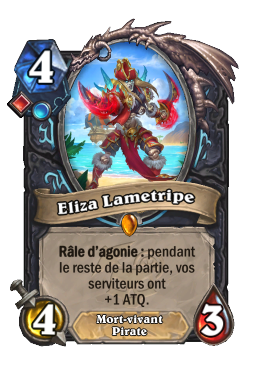 4
Eliza Lametripe
Râle d'agonie : pendant
le reste de la partie, vos
serviteurs ont
+1 ATQ.
4
Mort-vivant
Pirate
3